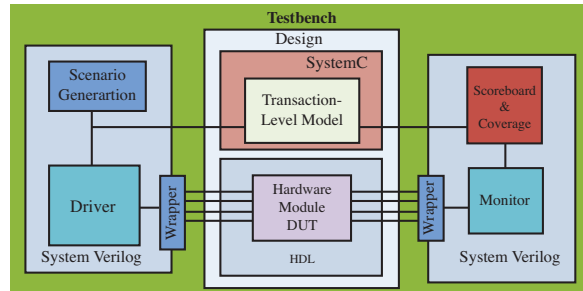 Testbench
Design
Scenario
Generartion
SystemC
Transaction-
Level Model
Scoreboard
&
Coverage
Driver
Wrapper
Hardware
Module
DUT
Wrapper
Monitor
System Verilog
HDL
System Verilog